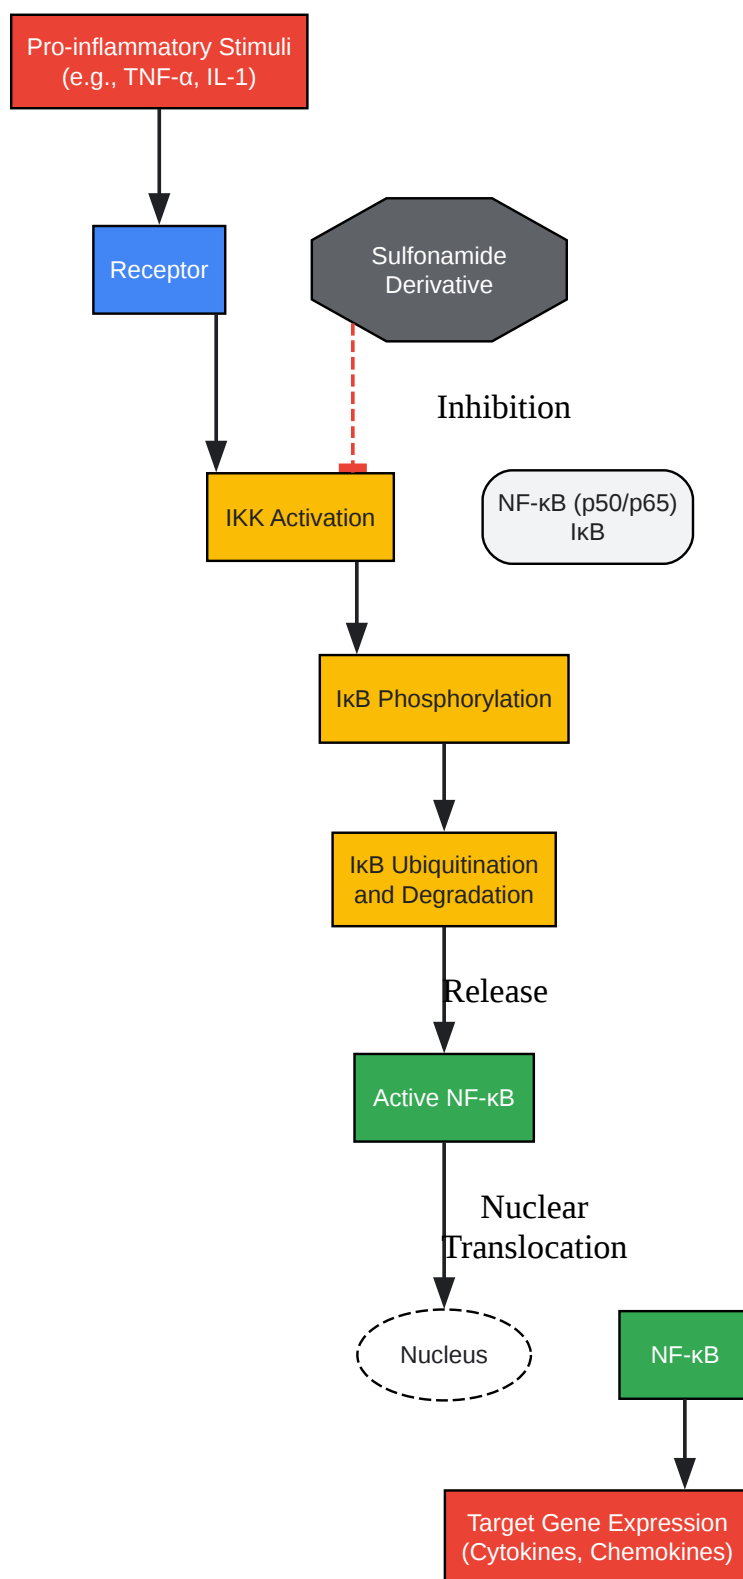 Pro-inflammatory Stimuli
(e.g., TNF-α, IL-1)
Receptor
Sulfonamide
Derivative
Inhibition
IKK Activation
NF-κB (p50/p65)
IκB
IκB Phosphorylation
IκB Ubiquitination
and Degradation
Release
Active NF-κB
Nuclear
Translocation
Nucleus
NF-κB
Target Gene Expression
(Cytokines, Chemokines)